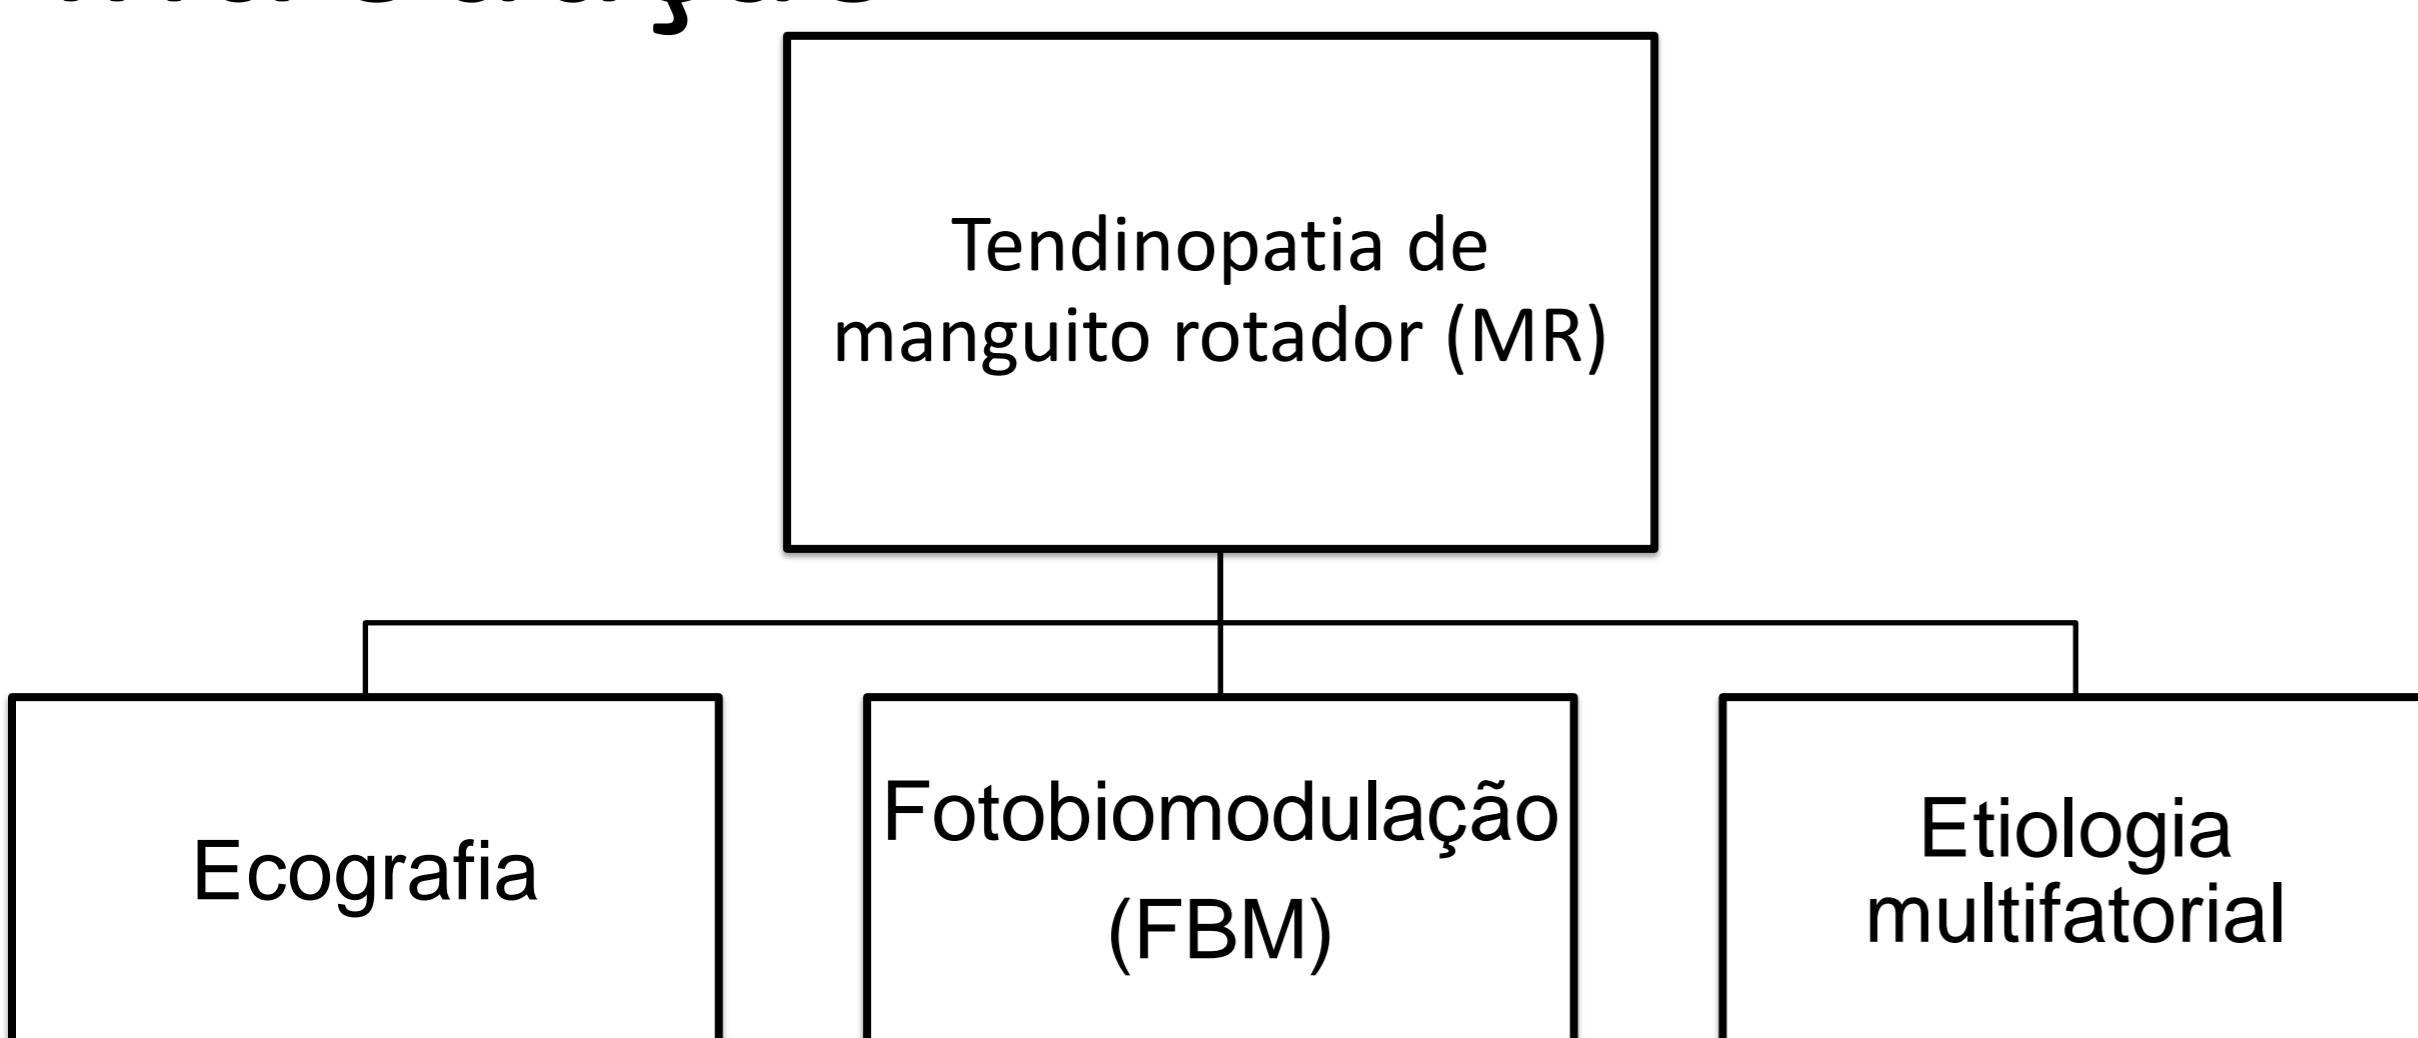 Tendinopatia de
manguito rotador (MR)
Ecografia
Fotobiomodulação
(FBM)
Etiologia
multifatorial